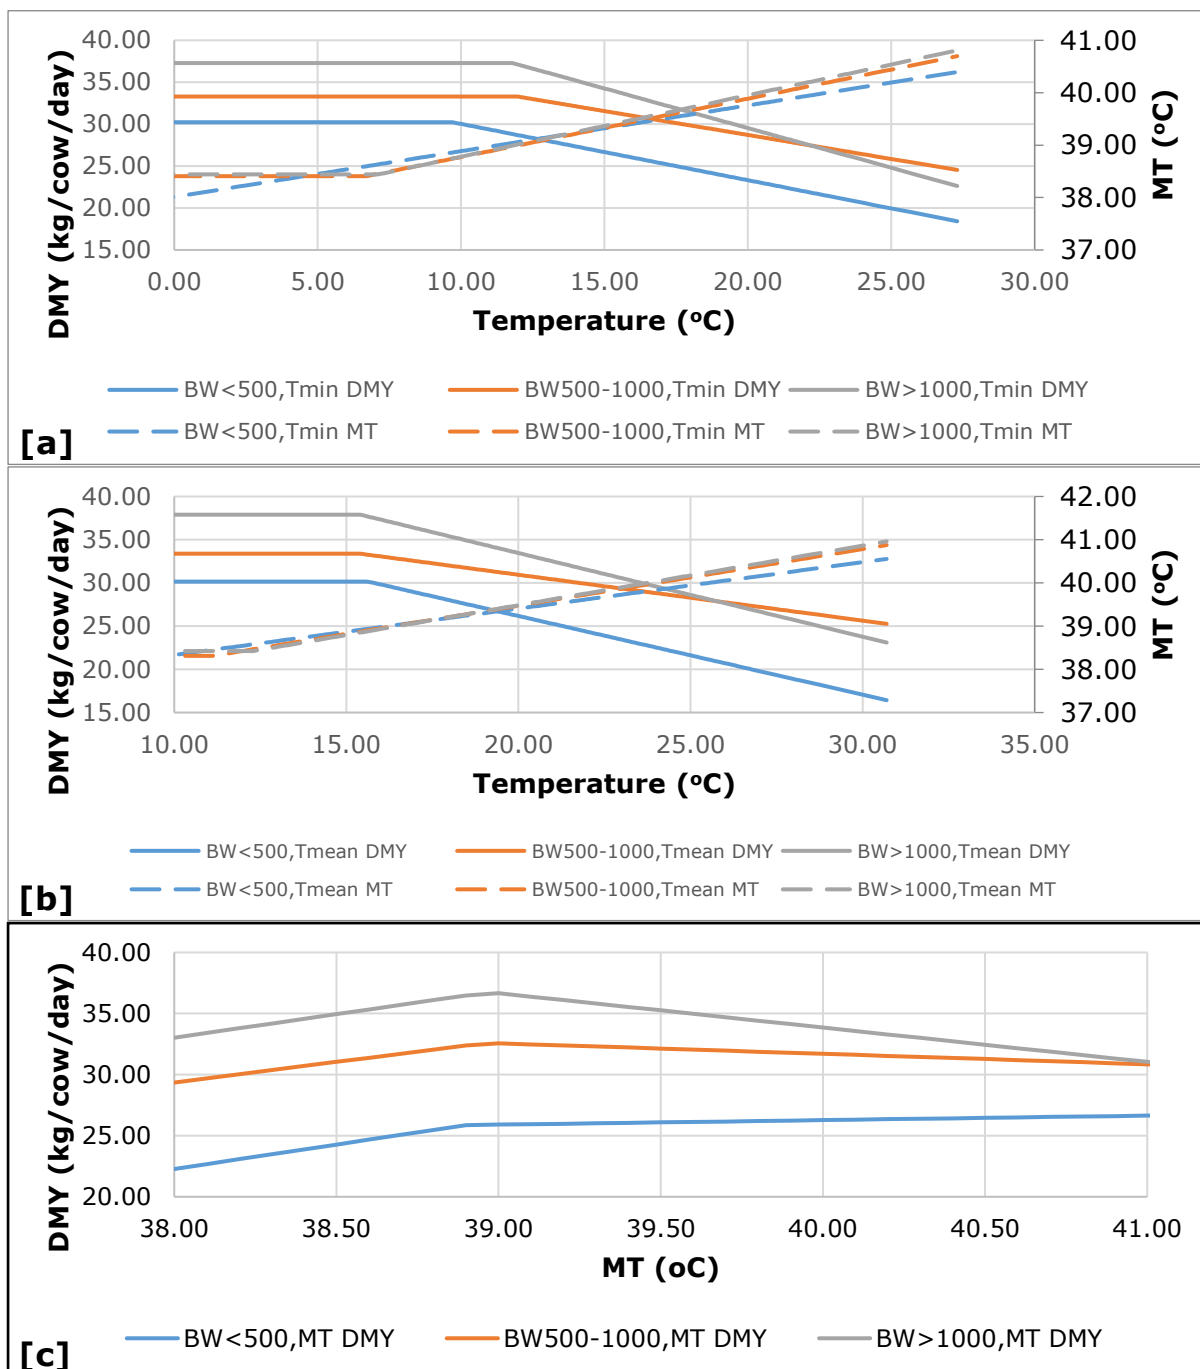 DMY (kg/cow/day)
40.00
35.00
30.00
25.00
20.00
15.00
41.00
40.00
39.00
38.00
37.00
MT (oC)
0.00 5.00 10.00 15.00 20.00 25.00 30.00
Temperature (oC)
BW<500,Tmin DMY BW500-1000,Tmin DMY BW>1000,Tmin DMY
BW<500,Tmin MT BW500-1000,Tmin MT BW>1000,Tmin MT
[a]
DMY (kg/cow/day)
40.00
35.00
30.00
25.00
20.00
15.00
42.00
41.00
40.00
39.00
38.00
37.00
MT (oC)
10.00 15.00 20.00 25.00 30.00 35.00
Temperature (oC)
BW<500,Tmean DMY BW500-1000,Tmean DMY BW>1000,Tmean DMY
BW<500,Tmean MT BW500-1000,Tmean MT BW>1000,Tmean MT
[b]
DMY (kg/cow/day)
40.00
35.00
30.00
25.00
20.00
38.00 38.50 39.00 39.50 40.00 40.50 41.00
MT (oC)
BW<500,MT DMY BW500-1000,MT DMY BW>1000,MT DMY
[c]